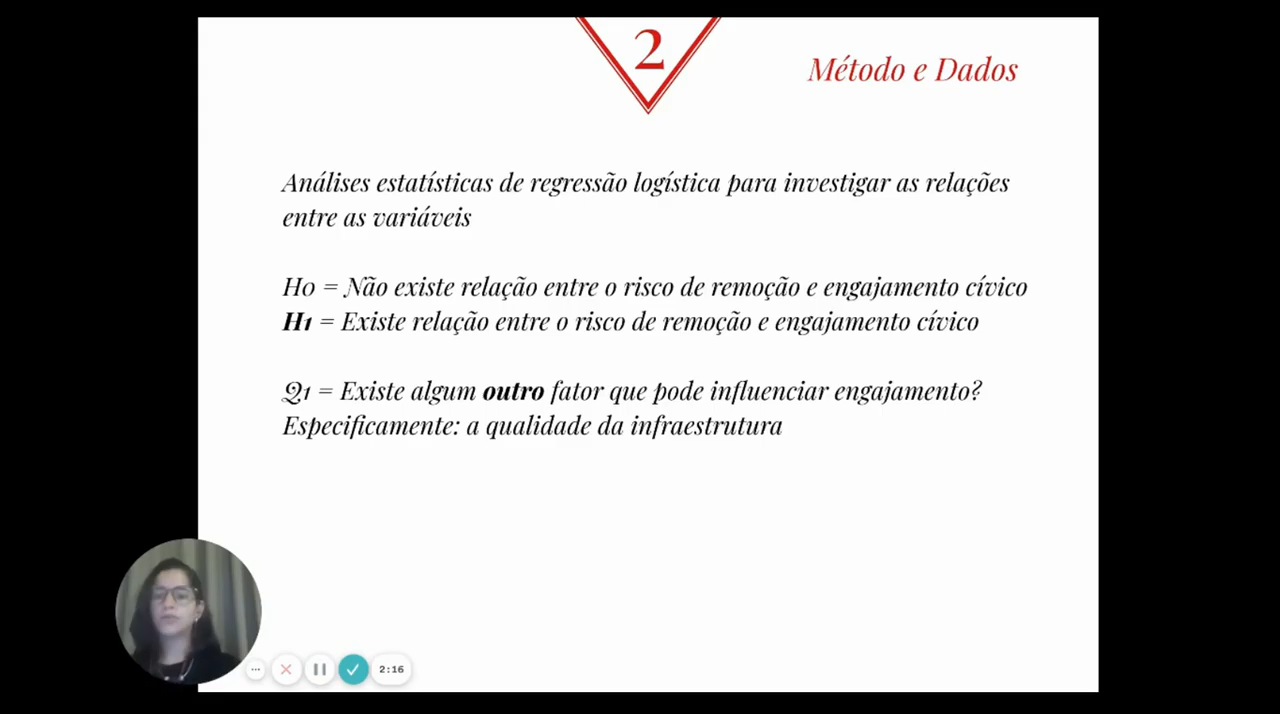 2
Método e Dados
Análises estatísticas de regressão logística para investigar as relações
entre as variáveis
H0 = Não existe relação entre o risco de remoção e engajamento cívico
H1 = Existe relação entre o risco de remoção e engajamento cívico
Q1 = Existe algum outro fator que pode influenciar engajamento?
Especificamente: a qualidade da infraestrutura
2:16